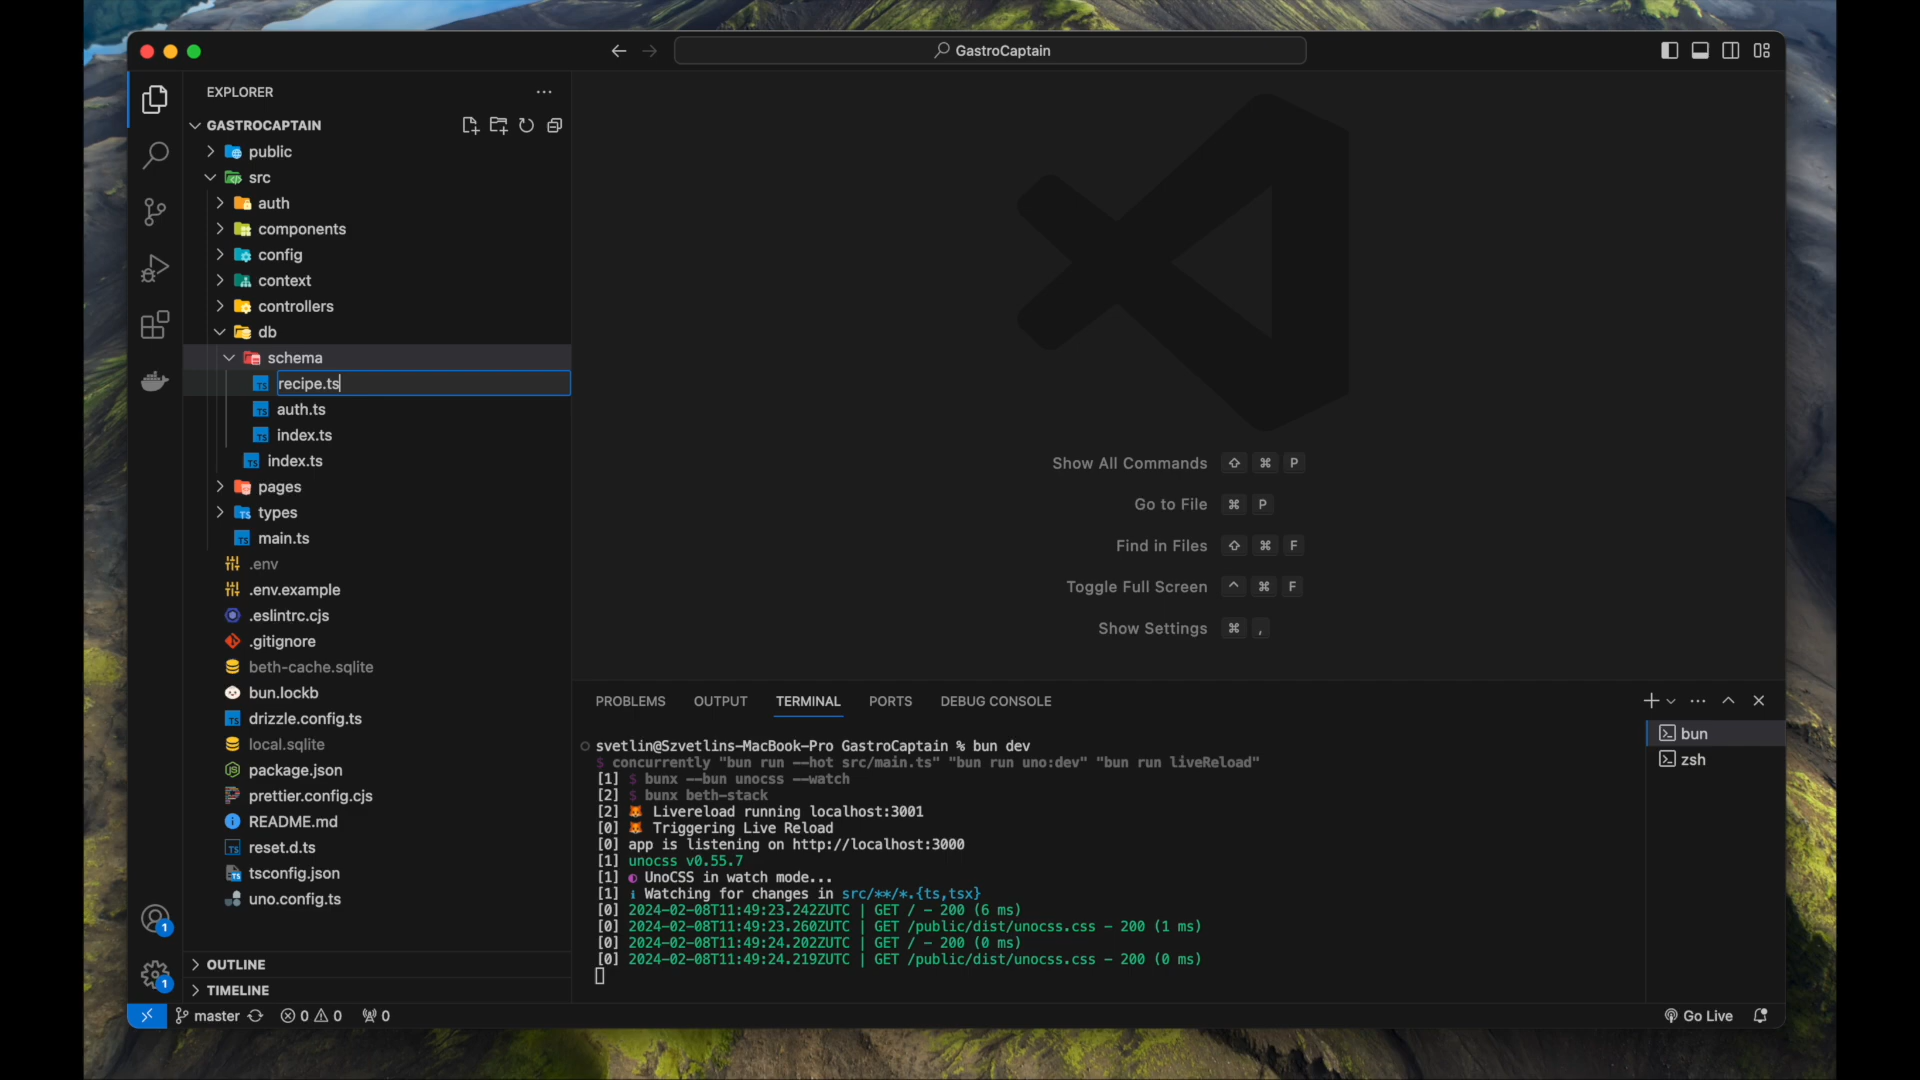 GastroCaptain
EXPLORER
GASTROCAPTAIN
public
src
auth
components
config
context
controllers
db
schema
recipe.ts
auth.ts
index.ts
index.ts
pages
types
main.ts
.env
.env.example
.eslintrc.cjs
.gitignore
beth-cache.sqlite
bun.lockb
drizzle.config.ts
local.sqlite
package.json
prettier.config.cjs
README.md
reset.d.ts
tsconfig.json
uno.config.ts
OUTLINE
TIMELINE
1
1
Show All Commands ⇧ ⌘ P
Go to File ⌘ P
Find in Files ⇧ ⌘ F
Toggle Full Screen ^ ⌘ F
Show Settings ⌘ ,
PROBLEMS OUTPUT TERMINAL PORTS DEBUG CONSOLE
svetlin@Szvetlins-MacBook-Pro GastroCaptain % bun dev
$ concurrently "bun run --hot src/main.ts" "bun run uno:dev" "bun run liveReload"
[1] $ bunx --bun unocss --watch
[2] $ bunx beth-stack
[2] 🦊 Livereload running localhost:3001
[0] 🦊 Triggering Live Reload
[0] app is listening on http://localhost:3000
[1] unocss v0.55.7
[1] ◐ UnoCSS in watch mode...
[1] ℹ Watching for changes in src/**/*.{ts,tsx}
[0] 2024-02-08T11:49:23.242ZUTC | GET / - 200 (6 ms)
[0] 2024-02-08T11:49:23.260ZUTC | GET /public/dist/unocss.css - 200 (1 ms)
[0] 2024-02-08T11:49:24.202ZUTC | GET / - 200 (0 ms)
[0] 2024-02-08T11:49:24.219ZUTC | GET /public/dist/unocss.css - 200 (0 ms)
bun
zsh
master 0 0 0 Go Live